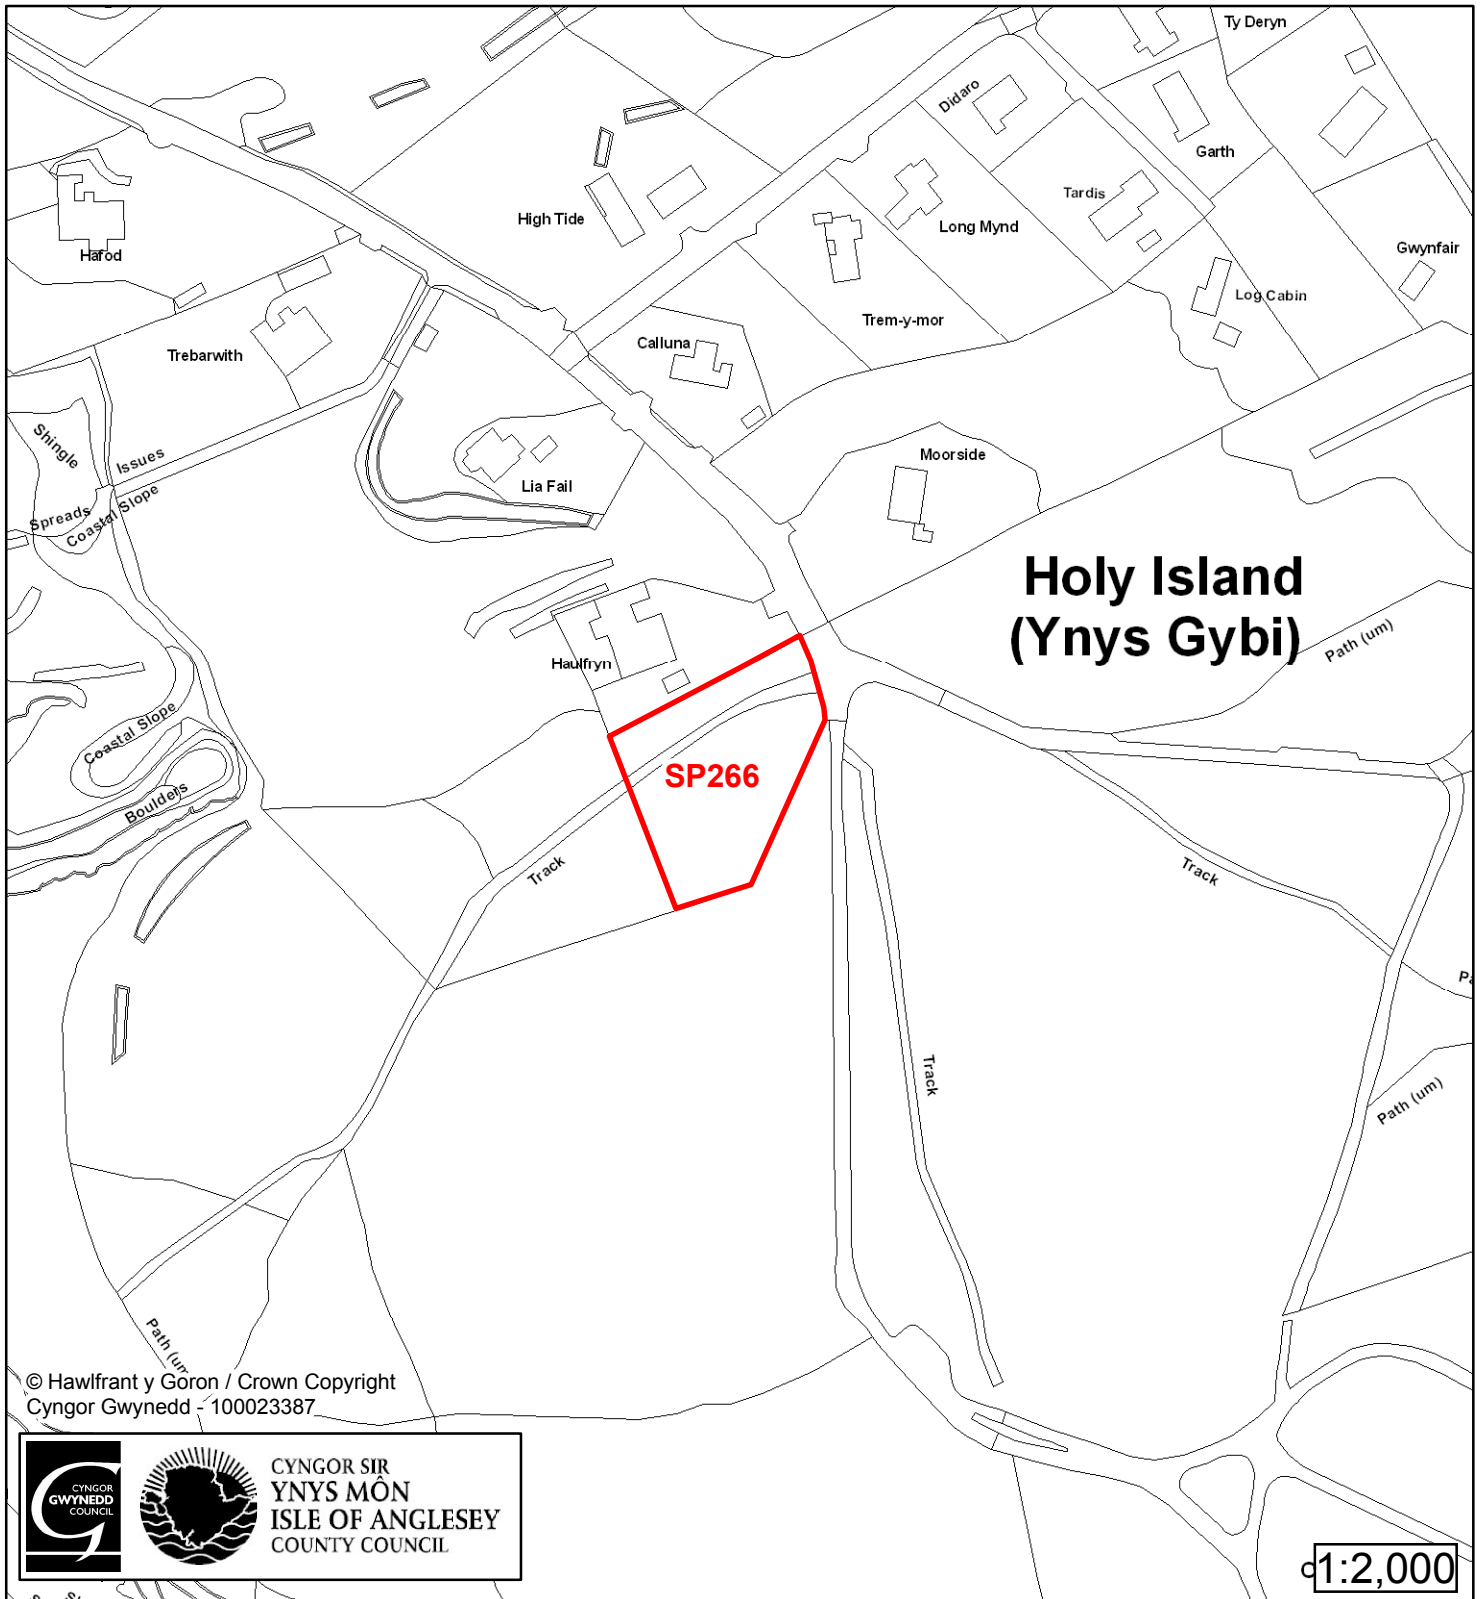 Ty Deryn
Didaro
Garth
Tardis
High Tide
Long Mynd
Hafod
Gwynfair
Log Cabin
Trem-y-mor
Calluna
Trebarwith
Shingle
Issues
Moorside
Lia Fail
Spreads
Coastal Slope
Holy Island
(Ynys Gybi)
Path (um)
Haulfryn
Coastal Slope
SP266
Boulders
Track
Track
Track
Path (um)
Path (um
© Hawlfrant y Goron / Crown Copyright
Cyngor Gwynedd - 100023387
CYNGOR
GWYNEDD
COUNCIL
CYNGOR SIR
YNYS MÔN
ISLE OF ANGLESEY
COUNTY COUNCIL
1:2,000